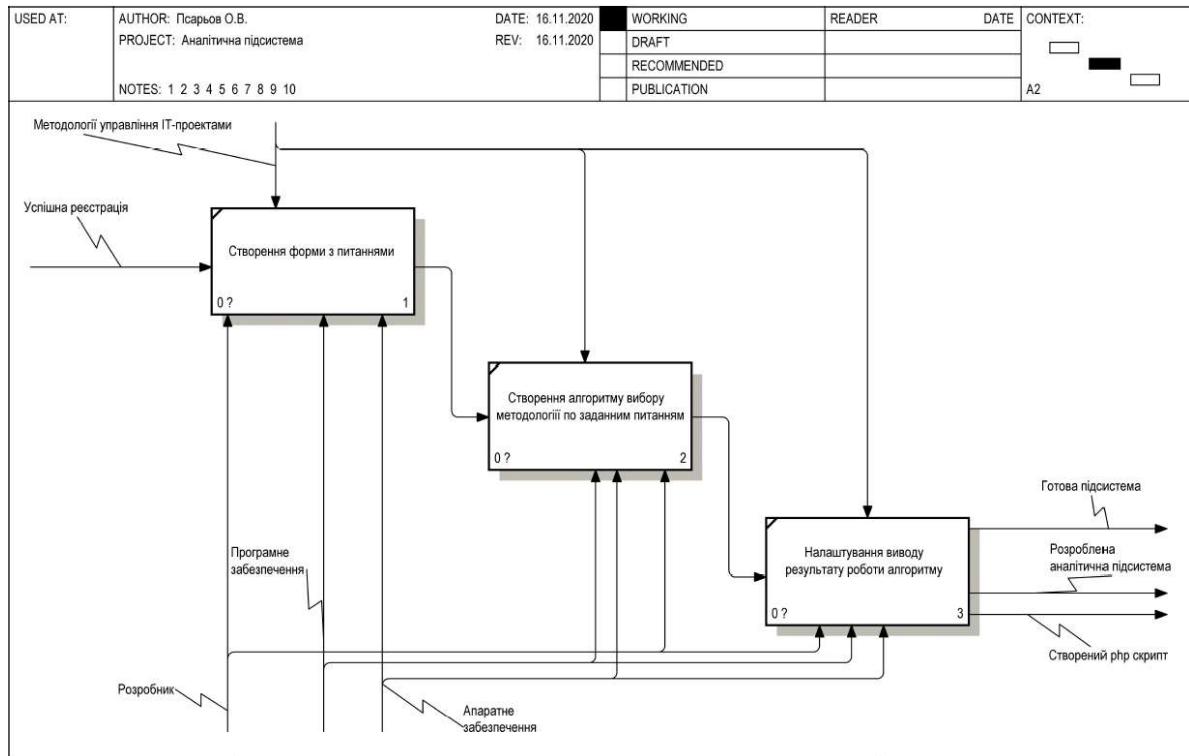 USED AT:
AUTHOR: Псарьов О.В.
DATE: 16.11.2020
PROJECT: Аналітична підсистема
REV: 16.11.2020
NOTES: 1 2 3 4 5 6 7 8 9 10
WORKING
DRAFT
RECOMMENDED
PUBLICATION
READER
DATE
CONTEXT:
A2
Методології управління ІТ-проектами
Успішна реєстрація
Створення форми з питаннями
0 ?
1
Створення алгоритму вибору
методологіїї по заданним питанням
0 ?
2
Готова підсистема
Налаштування виводу
результату роботи алгоритму
0 ?
3
Розроблена
аналітична підсистема
Створений php скрипт
Програмне
забезпечення
Розробник
Апаратне
забезпечення